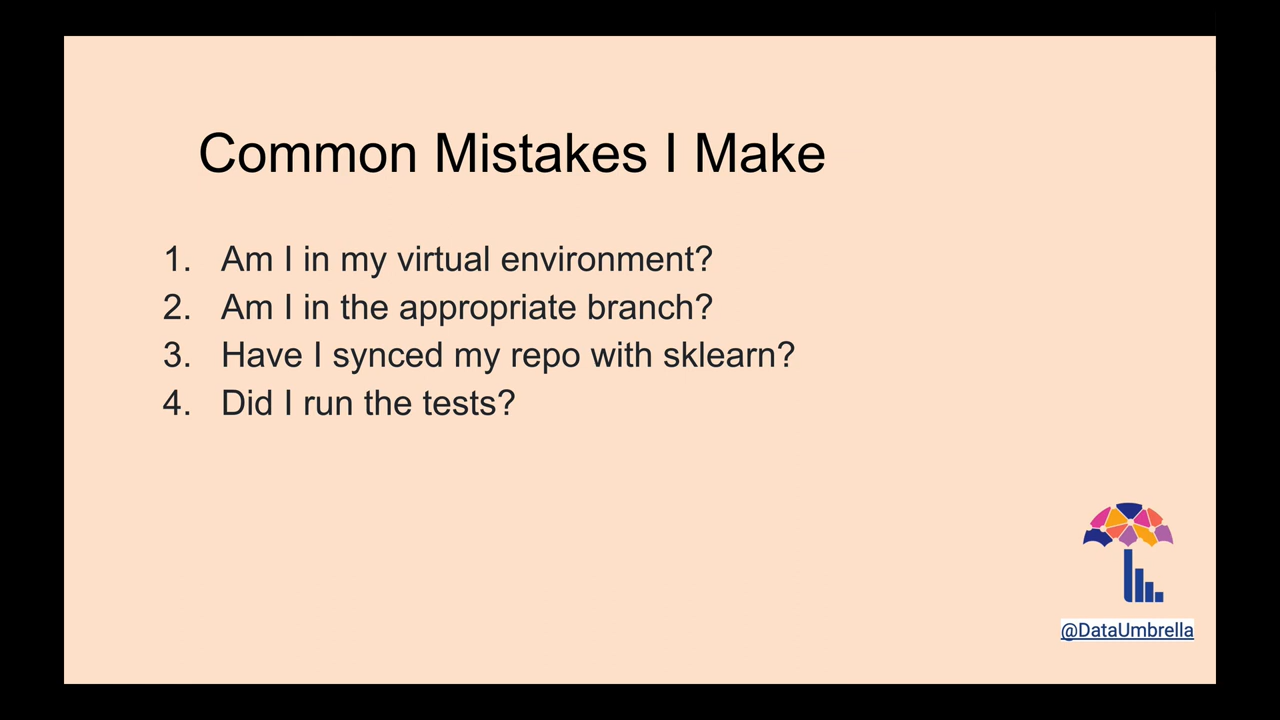 Common Mistakes I Make
1. Am I in my virtual environment?
2. Am I in the appropriate branch?
3. Have I synced my repo with sklearn?
4. Did I run the tests?
@DataUmbrella